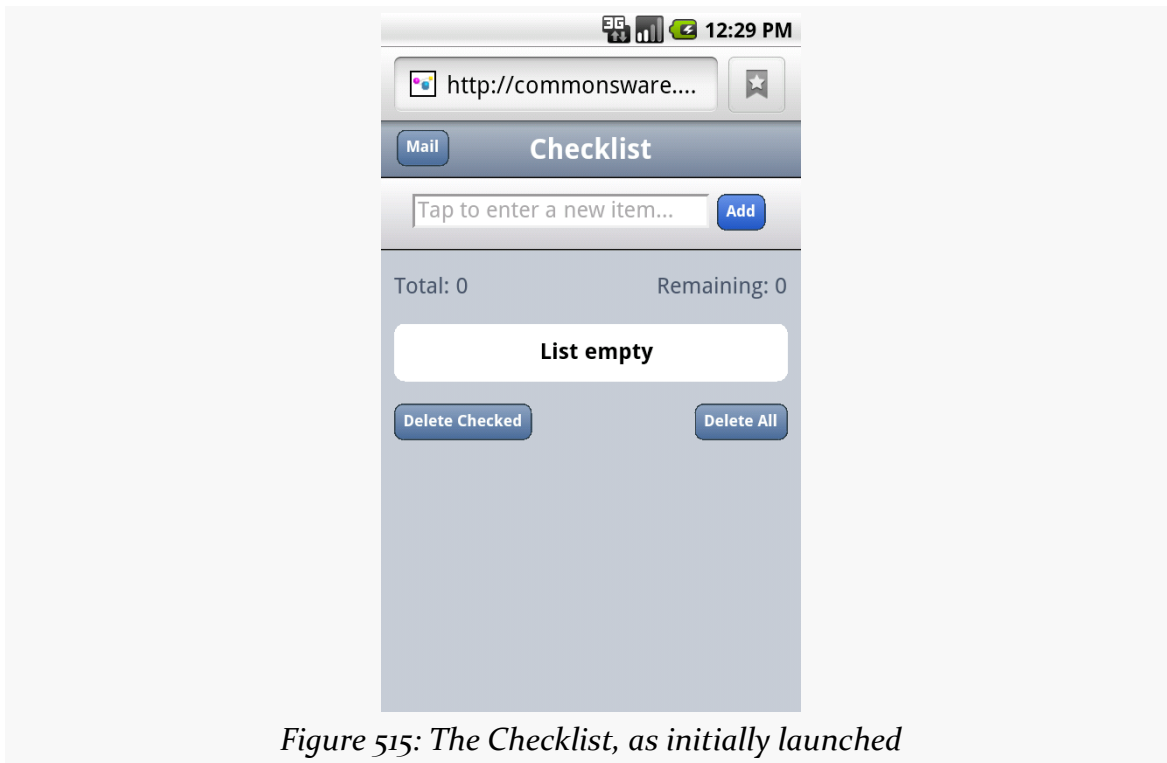 3G 12:29 PM
http://commonsware....
Mail Checklist
Tap to enter a new item... Add
Total: 0 Remaining: 0
List empty
Delete Checked Delete All
Figure 515: The Checklist, as initially launched